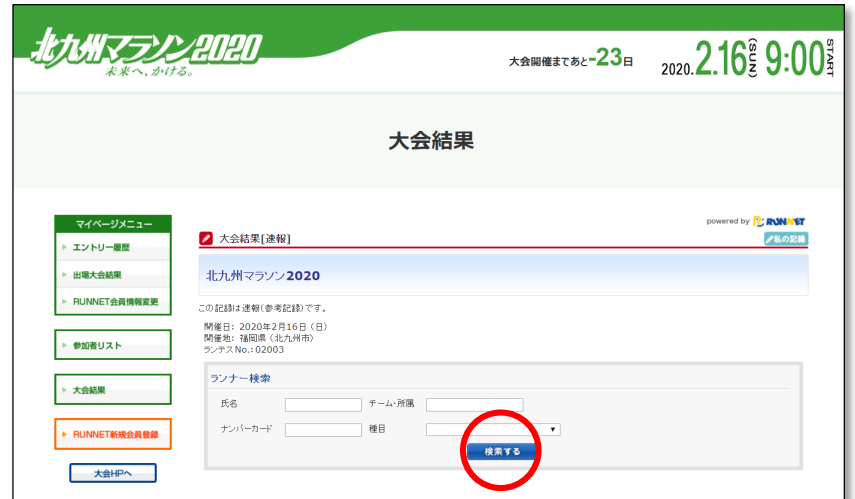 北九州マラソン2020
未来へ、かける。
大会開催まであと-23日
2020.2.16(SUN) 9:00 START
大会結果
powered by RUNNET
マイページメニュー
エントリー履歴
出場大会結果
RUNNET会員情報変更
参加者リスト
大会結果
RUNNET新規会員登録
大会HPへ
大会結果[速報]
私の記録
北九州マラソン2020
この記録は速報(参考記録)です。
開催日: 2020年2月16日(日)
開催地: 福岡県(北九州市)
ランテスNo.:02003
ランナー検索
氏名 チーム・所属
ナンバーカード 種目
検索する